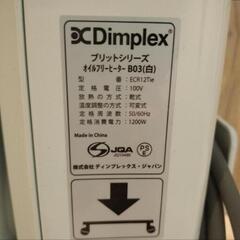 Dimplex®
ブリットシリーズ
オイルフリーヒーター B03(白)
型番:ECR12Tie
定格電圧:100V
放熱の方式:乾式
温度調整の方式:可変式
定格周波数:50/60Hz
定格消費電力:1200W
Made in China
JQA
PS
E
株式会社ディンプレックス・ジャパン